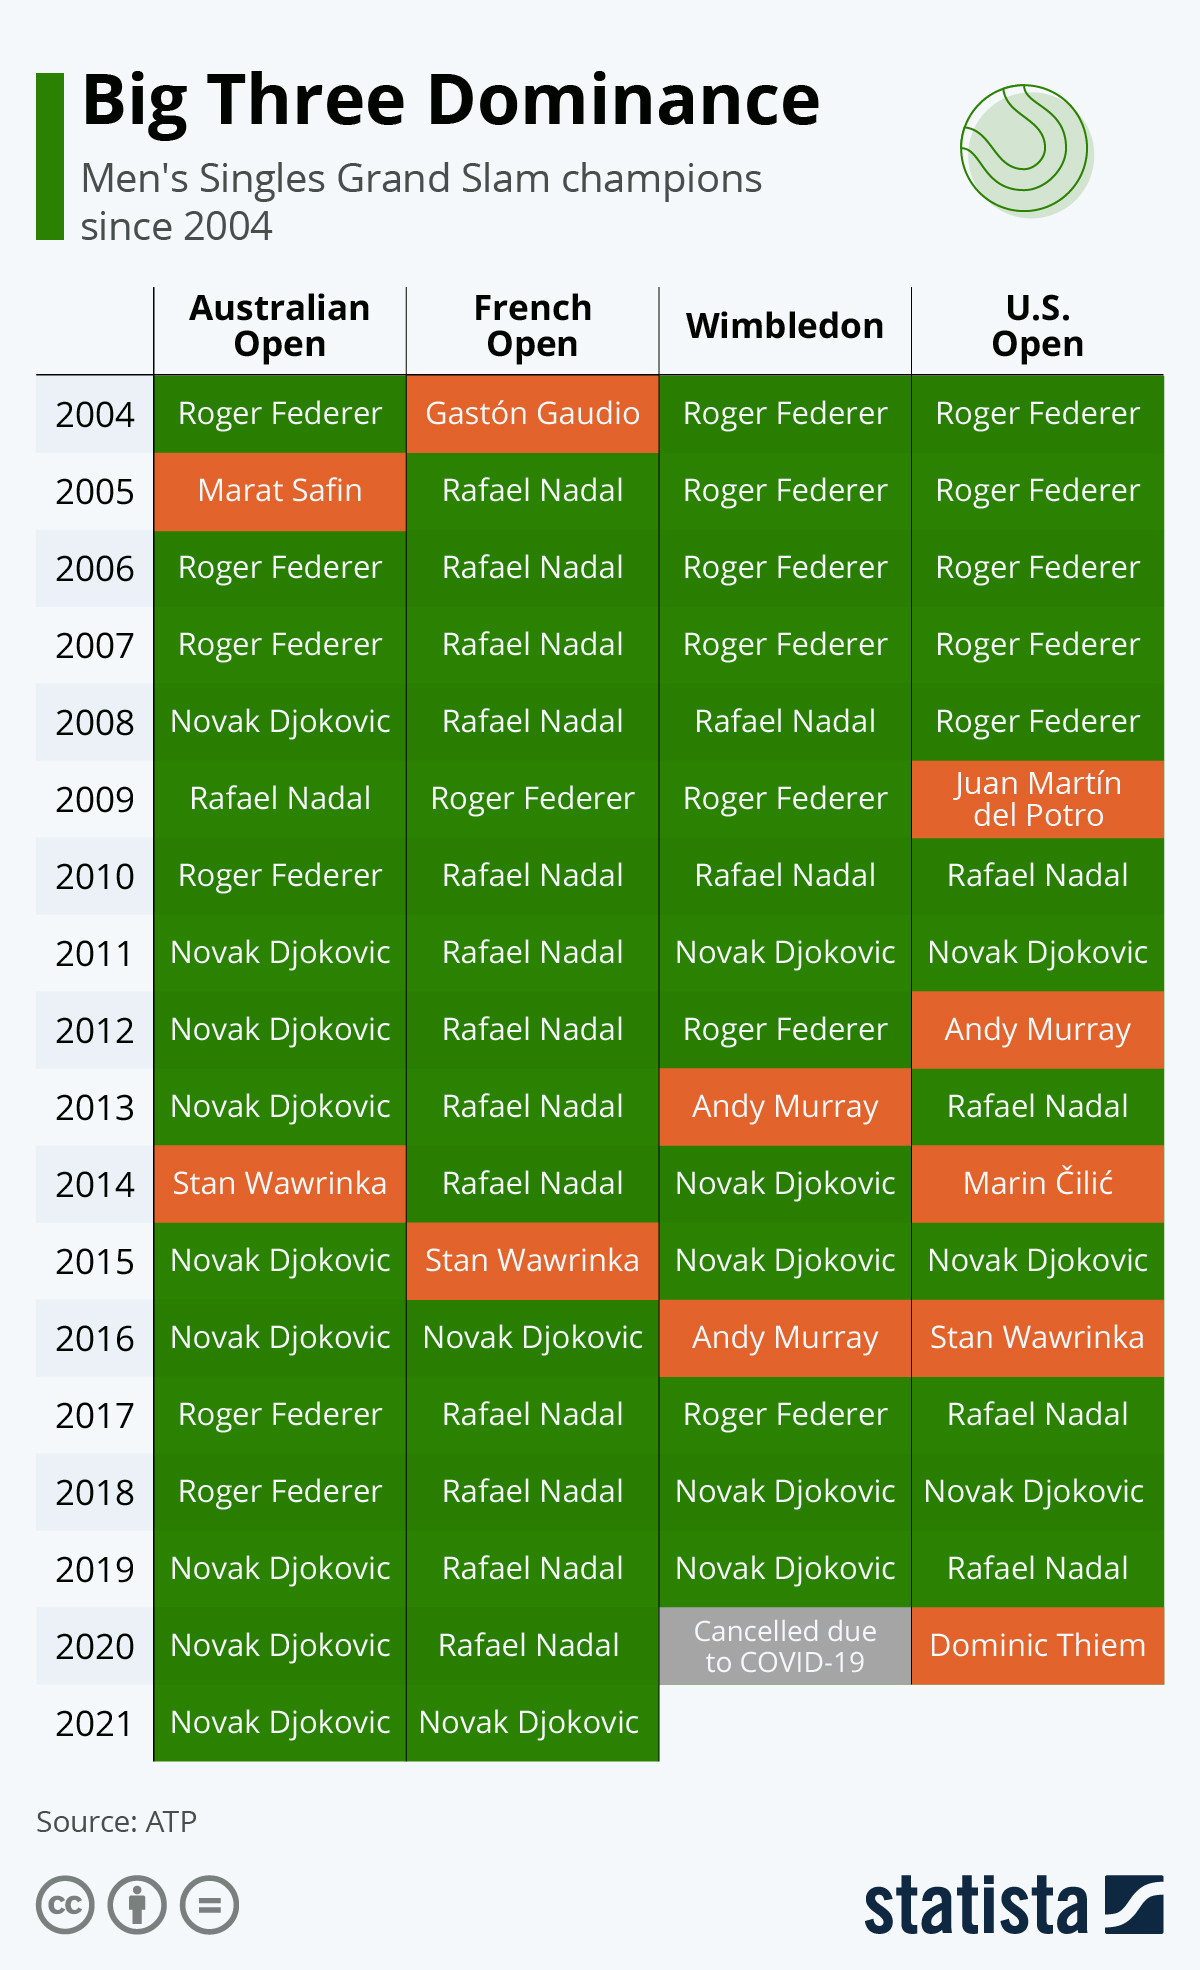 Big Three Dominance
Men's Singles Grand Slam champions
since 2004
Australian Open French Open Wimbledon U.S. Open
2004 Roger Federer Gastón Gaudio Roger Federer Roger Federer
2005 Marat Safin Rafael Nadal Roger Federer Roger Federer
2006 Roger Federer Rafael Nadal Roger Federer Roger Federer
2007 Roger Federer Rafael Nadal Roger Federer Roger Federer
2008 Novak Djokovic Rafael Nadal Rafael Nadal Roger Federer
2009 Rafael Nadal Roger Federer Roger Federer Juan Martín del Potro
2010 Roger Federer Rafael Nadal Rafael Nadal Rafael Nadal
2011 Novak Djokovic Rafael Nadal Novak Djokovic Novak Djokovic
2012 Novak Djokovic Rafael Nadal Roger Federer Andy Murray
2013 Novak Djokovic Rafael Nadal Andy Murray Rafael Nadal
2014 Stan Wawrinka Rafael Nadal Novak Djokovic Marin Čilić
2015 Novak Djokovic Stan Wawrinka Novak Djokovic Novak Djokovic
2016 Novak Djokovic Novak Djokovic Andy Murray Stan Wawrinka
2017 Roger Federer Rafael Nadal Roger Federer Rafael Nadal
2018 Roger Federer Rafael Nadal Novak Djokovic Novak Djokovic
2019 Novak Djokovic Rafael Nadal Novak Djokovic Rafael Nadal
2020 Novak Djokovic Rafael Nadal Cancelled due to COVID-19 Dominic Thiem
2021 Novak Djokovic Novak Djokovic
Source: ATP
cc =
statista